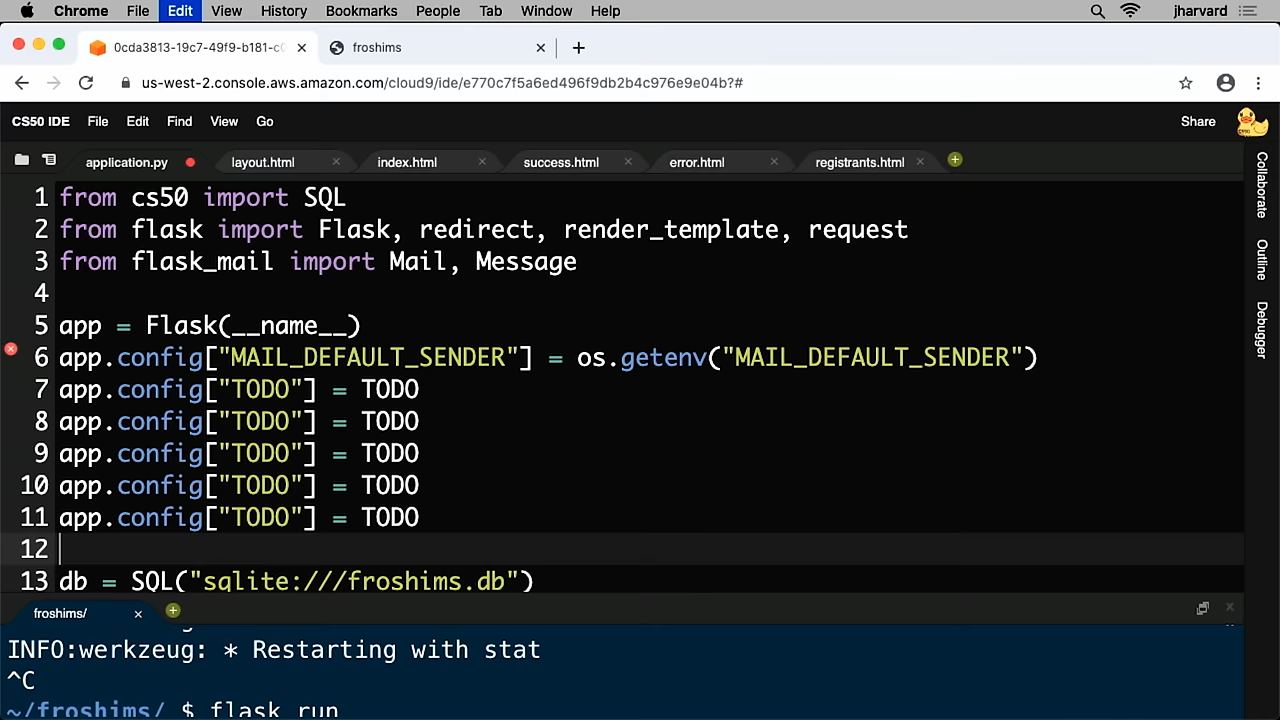 Chrome File Edit View History Bookmarks People Tab Window Help jharvard
0cda3813-19c7-49f9-b181-c0 froshims
us-west-2.console.aws.amazon.com/cloud9/ide/e770c7f5a6ed496f9db2b4c976e9e04b?#
CS50 IDE File Edit Find View Go Share
application.py layout.html index.html success.html error.html registrants.html
Collaborate
Outline
Debugger
1 from cs50 import SQL
2 from flask import Flask, redirect, render_template, request
3 from flask_mail import Mail, Message
4
5 app = Flask(__name__)
6 app.config["MAIL_DEFAULT_SENDER"] = os.getenv("MAIL_DEFAULT_SENDER")
7 app.config["TODO"] = TODO
8 app.config["TODO"] = TODO
9 app.config["TODO"] = TODO
10 app.config["TODO"] = TODO
11 app.config["TODO"] = TODO
12
13 db = SQL("sqlite:///froshims.db")
froshims/
INFO:werkzeug: * Restarting with stat
^C
~/froshims/ $ flask run